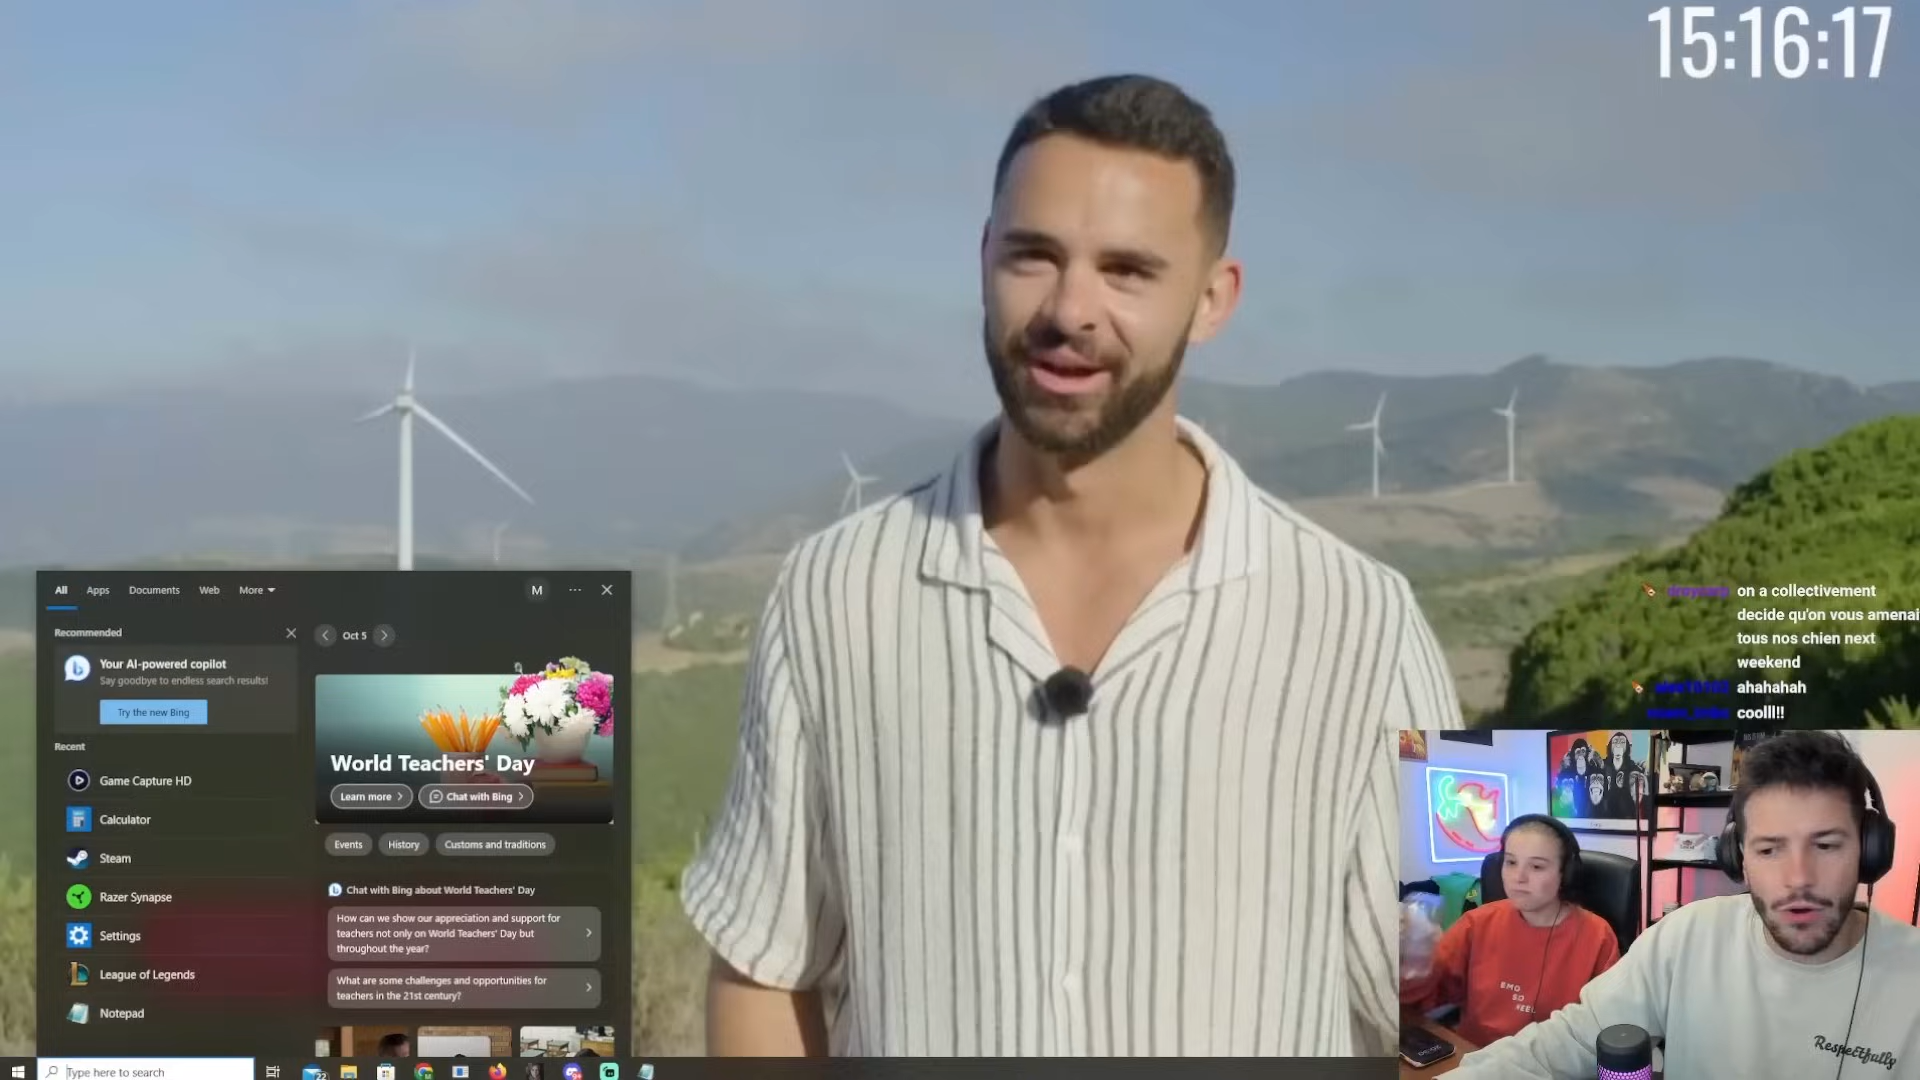 15:16:17
All Apps Documents Web More
M
Recommended
Your AI-powered copilot
Say goodbye to endless search results!
Try the new Bing
Recent
Game Capture HD
Calculator
Steam
Razer Synapse
Settings
League of Legends
Notepad
Oct 5
World Teachers' Day
Learn more
Chat with Bing
Events History Customs and traditions
Chat with Bing about World Teachers' Day
How can we show our appreciation and support for
teachers not only on World Teachers' Day but
throughout the year?
What are some challenges and opportunities for
teachers in the 21st century?
on a collectivement
decide qu'on vous amenai
tous nos chien next
weekend
ahahahah
coolll!!
EMO
SO
Respectfully
Type here to search
22